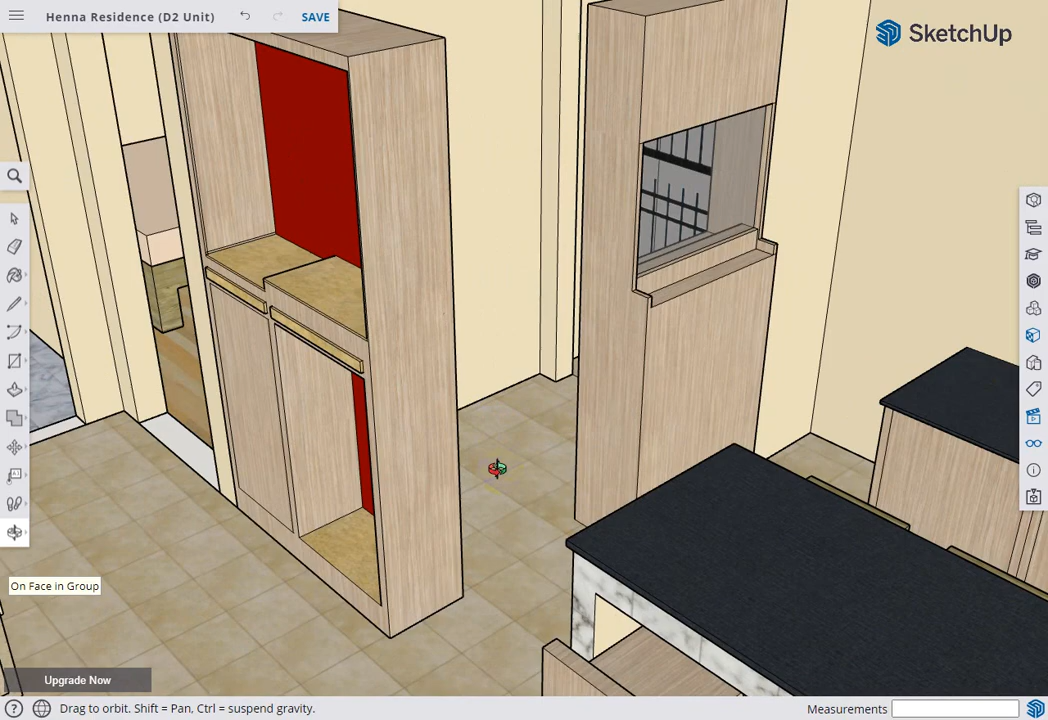 Henna Residence (D2 Unit)
SAVE
SketchUp
On Face in Group
Upgrade Now
Drag to orbit. Shift = Pan, Ctrl = suspend gravity.
Measurements